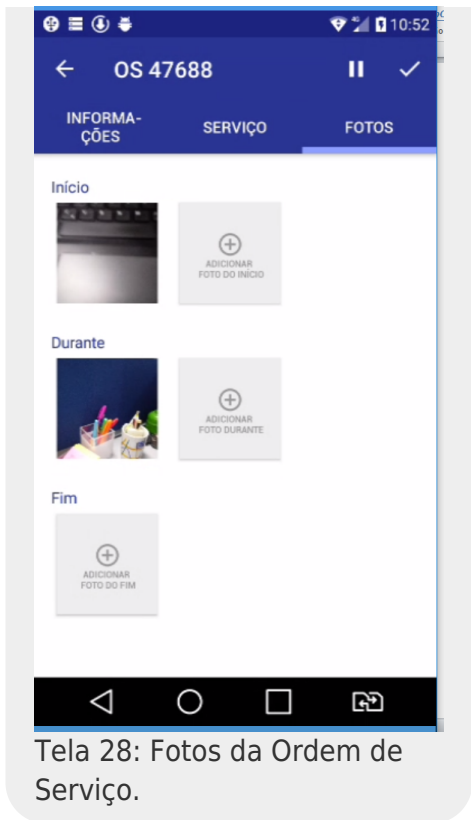 10:52
OS 47688
INFORMA-
ÇÕES
SERVIÇO
FOTOS
Início
ADICIONAR
FOTO DO INÍCIO
Durante
ADICIONAR
FOTO DURANTE
Fim
ADICIONAR
FOTO DO FIM
Tela 28: Fotos da Ordem de
Serviço.